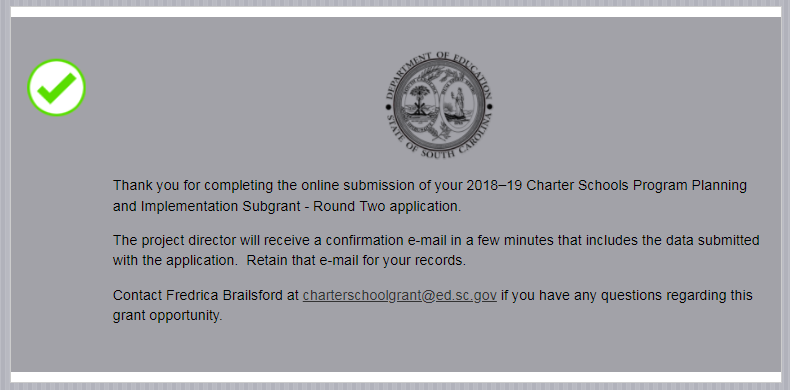 DEPARTMENT OF EDUCATION
STATE OF SOUTH CAROLINA
Thank you for completing the online submission of your 2018–19 Charter Schools Program Planning
and Implementation Subgrant - Round Two application.
The project director will receive a confirmation e-mail in a few minutes that includes the data submitted
with the application.  Retain that e-mail for your records.
Contact Fredrica Brailsford at charterschoolgrant@ed.sc.gov if you have any questions regarding this
grant opportunity.